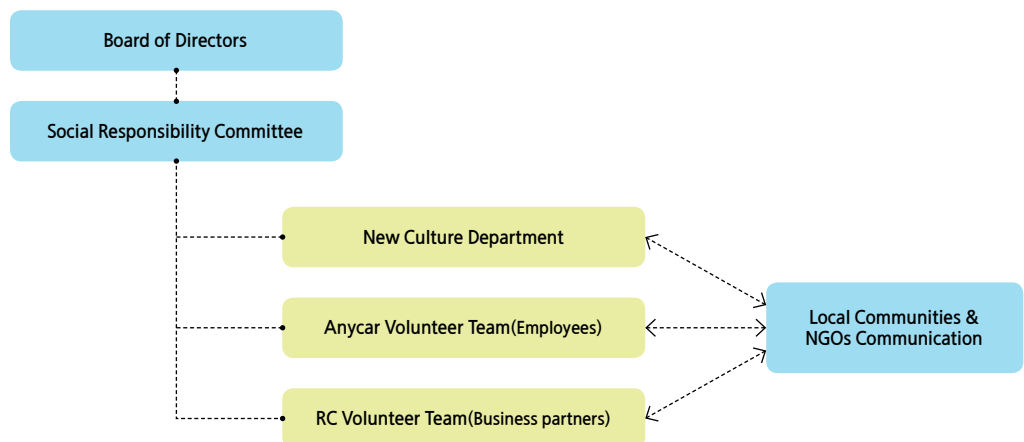 Board of Directors
Social Responsibility Committee
New Culture Department
Anycar Volunteer Team(Employees)
RC Volunteer Team(Business partners)
Local Communities &
NGOs Communication